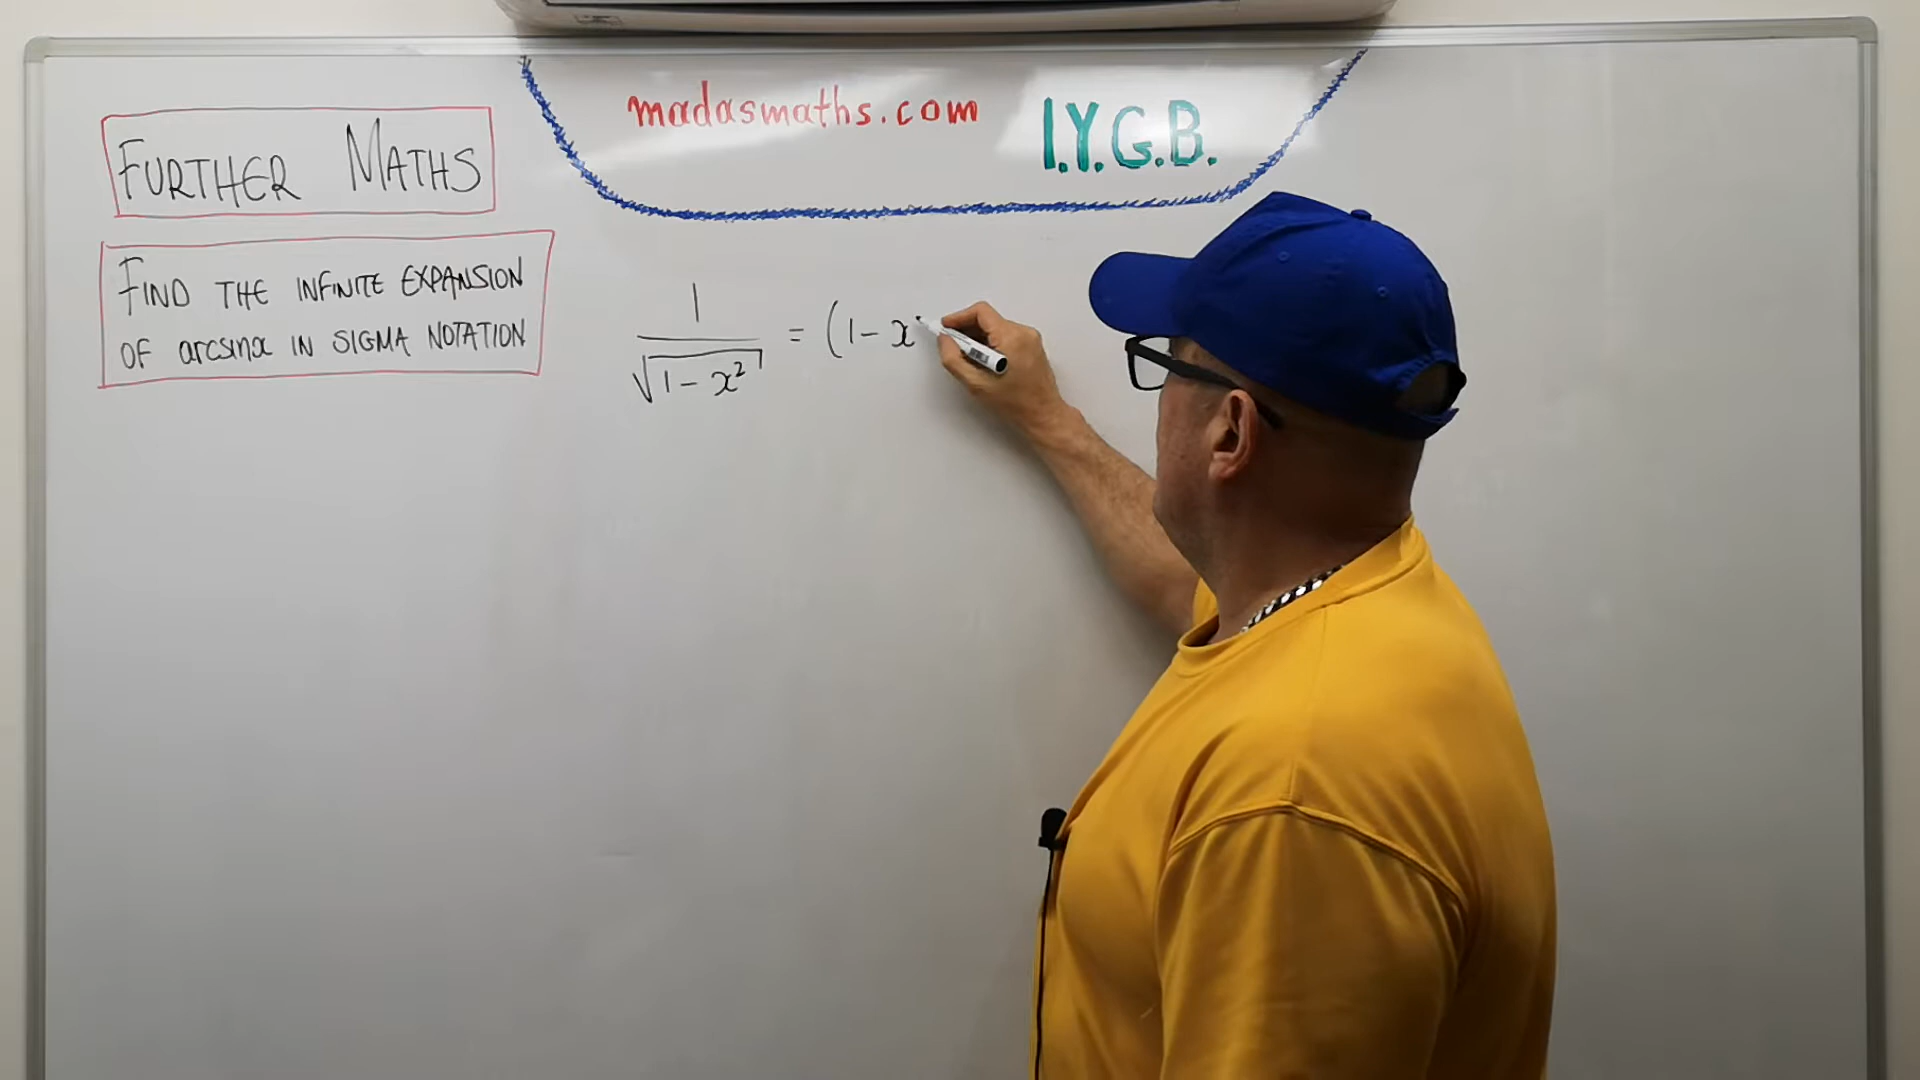 madasmaths.com
I.Y.G.B.
FURTHER MATHS
FIND THE INFINITE EXPANSION
OF arcsinx IN SIGMA NOTATION
1
√1-x² = (1-x